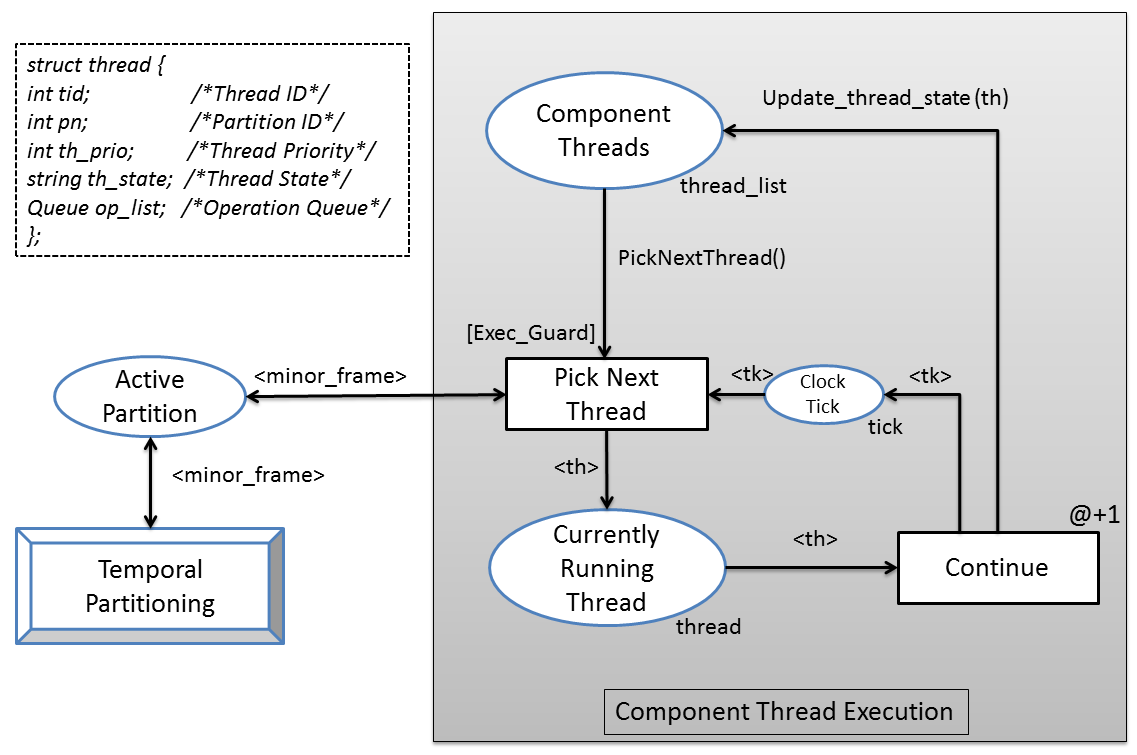 struct thread {
int tid; /*Thread ID*/
int pn; /*Partition ID*/
int th_prio; /*Thread Priority*/
string th_state; /*Thread State*/
Queue op_list; /*Operation Queue*/
};
Component
Threads
Update_thread_state (th)
thread_list
PickNextThread()
[Exec_Guard]
Active
Partition
<minor_frame>
Pick Next
Thread
<tk>
Clock
Tick
<tk>
tick
<minor_frame>
<th>
Temporal
Partitioning
Currently
Running
Thread
thread
<th>
@+1
Continue
Component Thread Execution